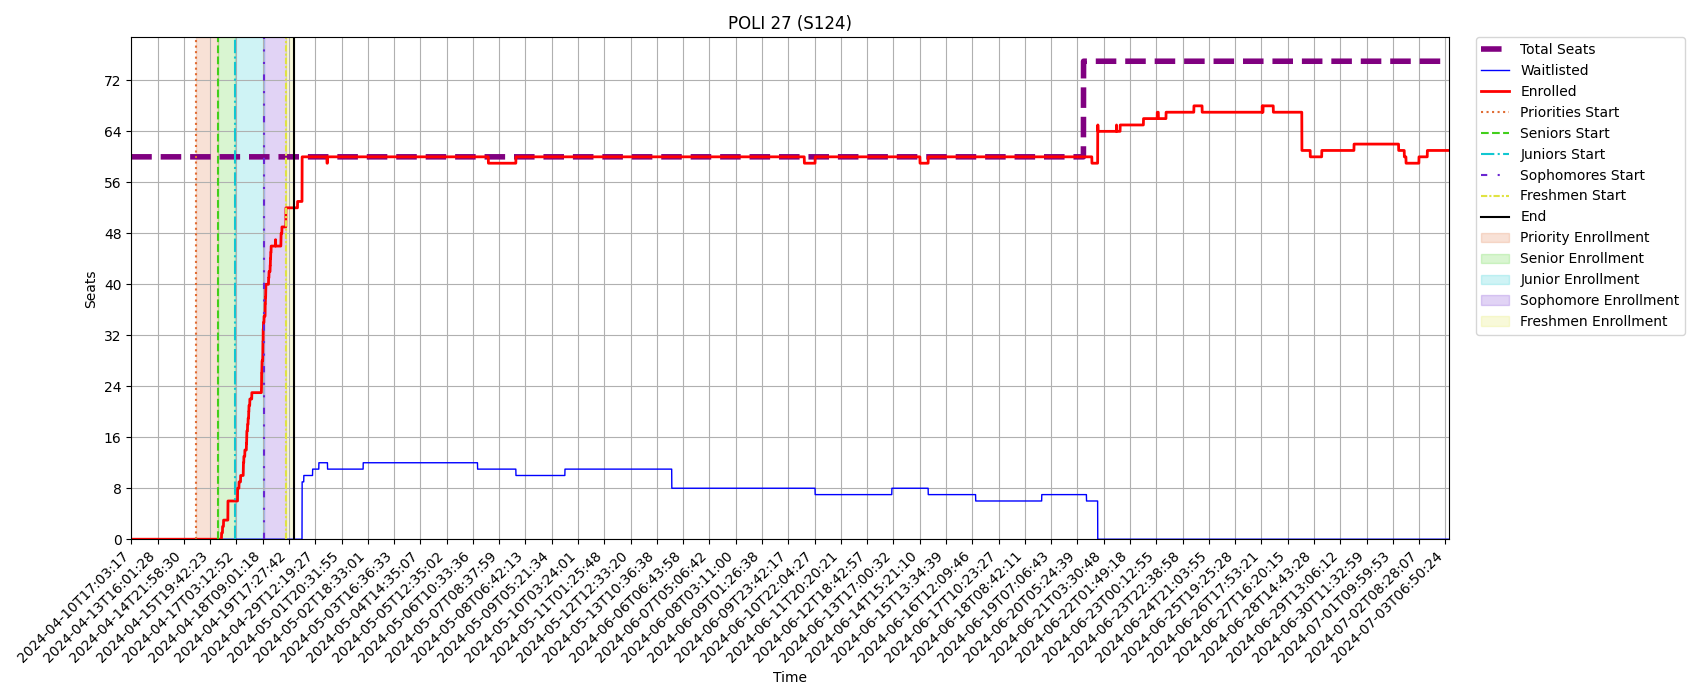 POLI 27 (S124)
Seats
72
64
56
48
40
32
24
16
8
0
2024-04-10T17:03:17
2024-04-13T16:01:28
2024-04-14T21:58:30
2024-04-15T19:42:23
2024-04-17T03:12:52
2024-04-18T09:01:18
2024-04-19T17:27:42
2024-04-29T12:19:27
2024-05-01T20:31:55
2024-05-02T18:33:01
2024-05-03T16:36:33
2024-05-04T14:35:07
2024-05-05T12:35:02
2024-05-06T10:33:36
2024-05-07T08:37:59
2024-05-08T06:42:13
2024-05-09T05:21:34
2024-05-10T03:24:01
2024-05-11T01:25:48
2024-05-12T12:33:20
2024-05-13T10:36:38
2024-06-06T06:43:58
2024-06-07T05:06:42
2024-06-08T03:11:00
2024-06-09T01:26:38
2024-06-09T23:42:17
2024-06-10T22:04:27
2024-06-11T20:20:21
2024-06-12T18:42:57
2024-06-13T17:00:32
2024-06-14T15:21:10
2024-06-15T13:34:39
2024-06-16T12:09:46
2024-06-17T10:23:27
2024-06-18T08:42:11
2024-06-19T07:06:43
2024-06-20T05:24:39
2024-06-21T03:30:48
2024-06-22T01:49:18
2024-06-23T00:12:55
2024-06-23T22:38:58
2024-06-24T21:03:55
2024-06-25T19:25:28
2024-06-26T17:53:21
2024-06-27T16:20:15
2024-06-28T14:43:28
2024-06-29T13:06:12
2024-06-30T11:32:59
2024-07-01T09:59:53
2024-07-02T08:28:07
2024-07-03T06:50:24
Time
Total Seats
Waitlisted
Enrolled
Priorities Start
Seniors Start
Juniors Start
Sophomores Start
Freshmen Start
End
Priority Enrollment
Senior Enrollment
Junior Enrollment
Sophomore Enrollment
Freshmen Enrollment